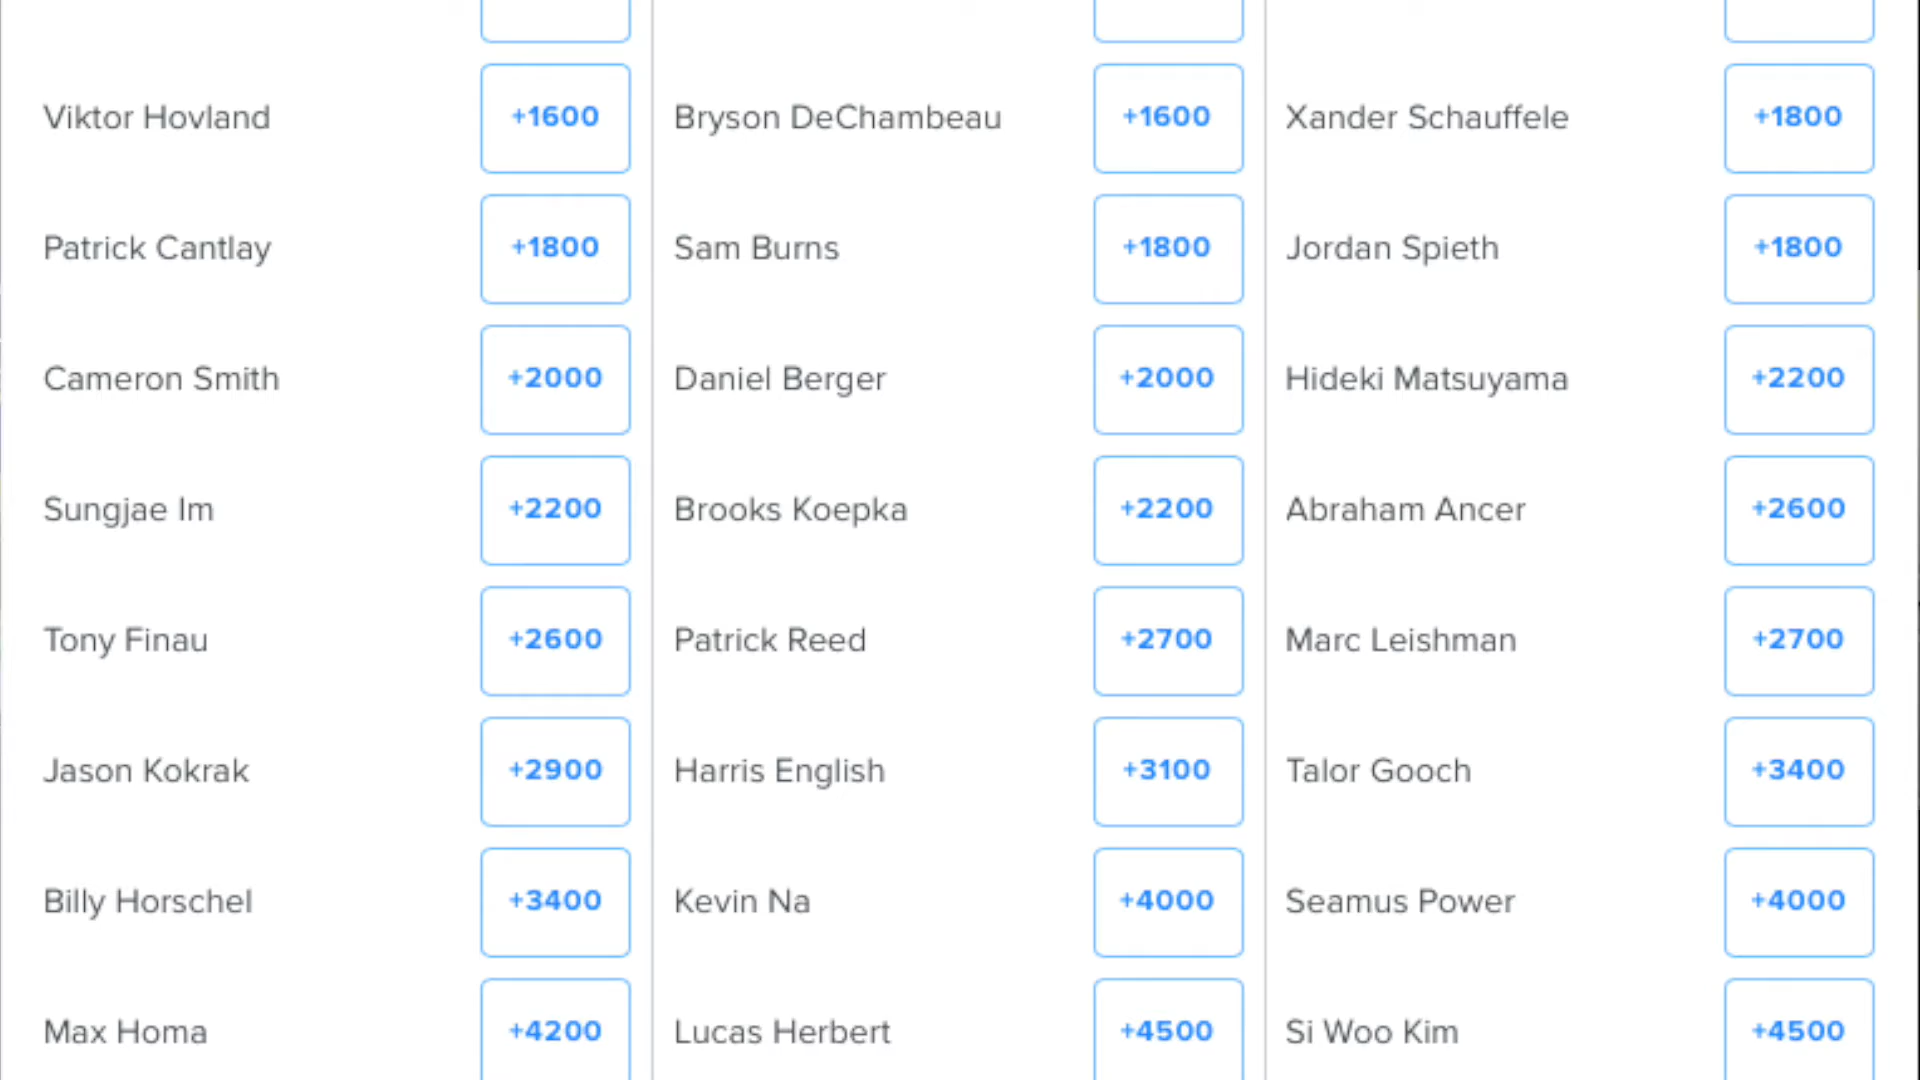 Viktor Hovland +1600 Bryson DeChambeau +1600 Xander Schauffele +1800
Patrick Cantlay +1800 Sam Burns +1800 Jordan Spieth +1800
Cameron Smith +2000 Daniel Berger +2000 Hideki Matsuyama +2200
Sungjae Im +2200 Brooks Koepka +2200 Abraham Ancer +2600
Tony Finau +2600 Patrick Reed +2700 Marc Leishman +2700
Jason Kokrak +2900 Harris English +3100 Talor Gooch +3400
Billy Horschel +3400 Kevin Na +4000 Seamus Power +4000
Max Homa +4200 Lucas Herbert +4500 Si Woo Kim +4500